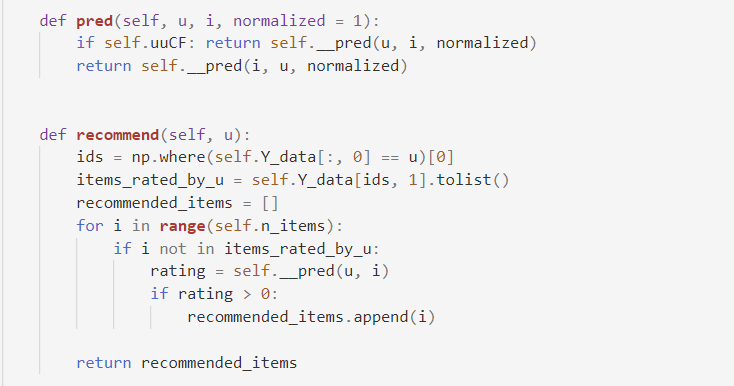 def pred(self, u, i, normalized = 1):
    if self.uuCF: return self.__pred(u, i, normalized)
    return self.__pred(i, u, normalized)
def recommend(self, u):
    ids = np.where(self.Y_data[:, 0] == u)[0]
    items_rated_by_u = self.Y_data[ids, 1].tolist()
    recommended_items = []
    for i in range(self.n_items):
        if i not in items_rated_by_u:
            rating = self.__pred(u, i)
            if rating > 0:
                recommended_items.append(i)
    return recommended_items